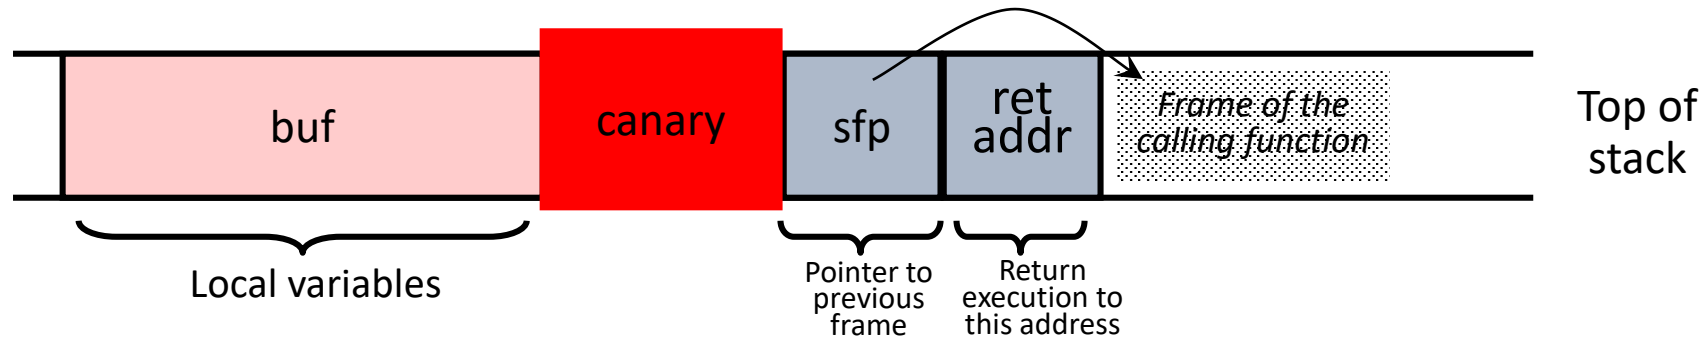 buf
canary
sfp
ret
addr
Frame of the
calling function
Top of
stack
Local variables
Pointer to
previous
frame
Return
execution to
this address